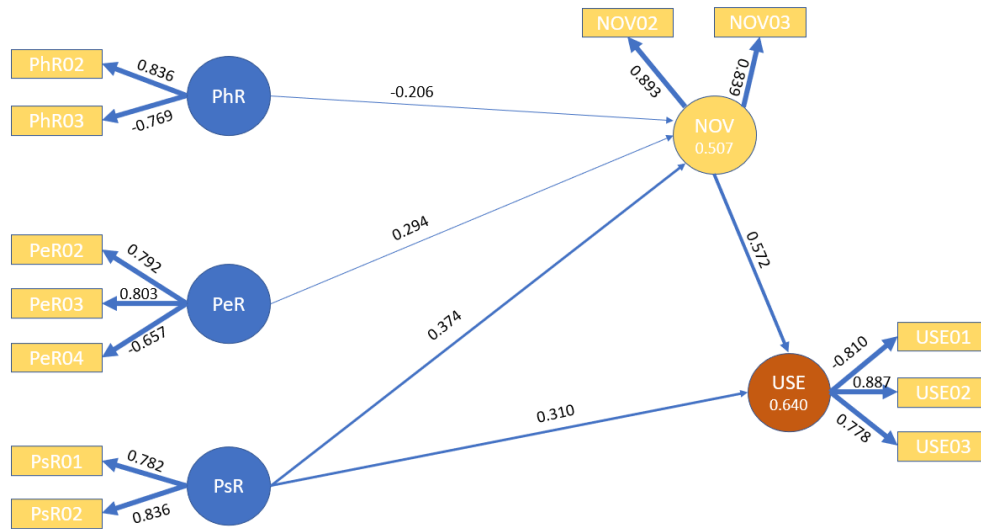 NOV02
NOV03
PhR02
0.836
PhR
PhR03
-0.769
-0.206
0.893
0.839
NOV
0.507
PeR02
0.792
PeR03
0.803
PeR
PeR04
-0.657
0.294
0.572
0.374
USE
0.640
-0.810
USE01
0.887
USE02
0.778
USE03
0.310
PsR01
0.782
PsR
PsR02
0.836